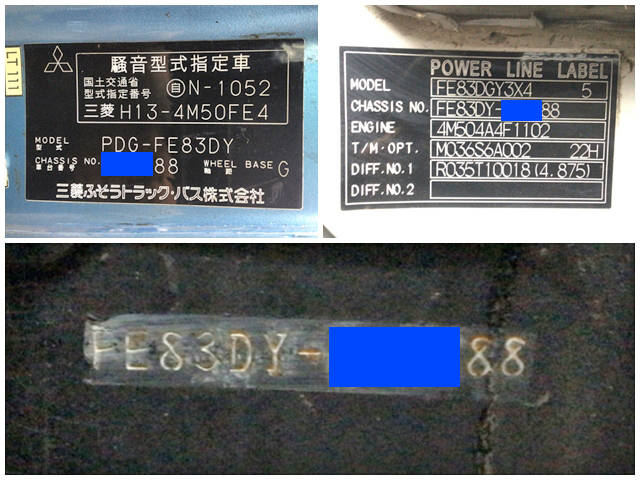 LT111
騒音型式指定車
国土交通省
型式指定番号 自N-1052
三菱 H13-4M50FE4
MODEL
型式 PDG-FE83DY
CHASSIS NO. 88 WHEEL BASE G
車台番号 軸距
三菱ふそうトラック・バス株式会社
POWER LINE LABEL
MODEL FE83DGY3X4 5
CHASSIS NO. FE83DY- 88
ENGINE 4M504A4F1102
T/M・OPT. M036S6A002 22H
DIFF.NO.1 R035T10018(4.875)
DIFF.NO.2
FE83DY- 88